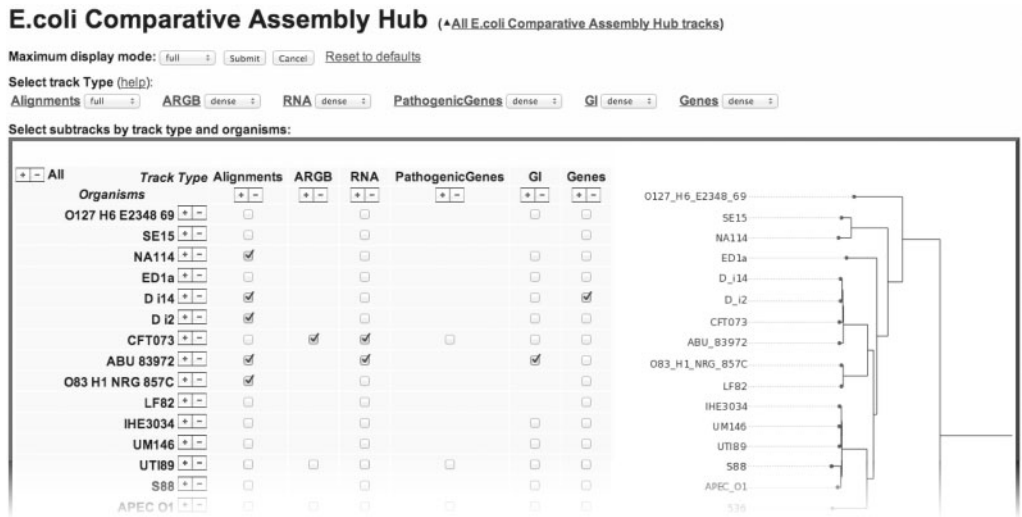 E.coli Comparative Assembly Hub (▲All E.coli Comparative Assembly Hub tracks)
Maximum display mode: full Submit Cancel Reset to defaults
Select track Type (help):
Alignments full ARGB dense RNA dense PathogenicGenes dense GI dense Genes dense
Select subtracks by track type and organisms:
+ - All Track Type Alignments ARGB RNA PathogenicGenes GI Genes
Organisms + - + - + - + - + - + -
O127 H6 E2348 69 + -
SE15 + -
NA114 + -
ED1a + -
D i14 + -
D i2 + -
CFT073 + -
ABU 83972 + -
O83 H1 NRG 857C + -
LF82 + -
IHE3034 + -
UM146 + -
UTI89 + -
S88 + -
APEC O1 + -
O127_H6_E2348_69
SE15
NA114
ED1a
D_i14
D_i2
CFT073
ABU_83972
O83_H1_NRG_857C
LF82
IHE3034
UM146
UTI89
S88
APEC_O1
536